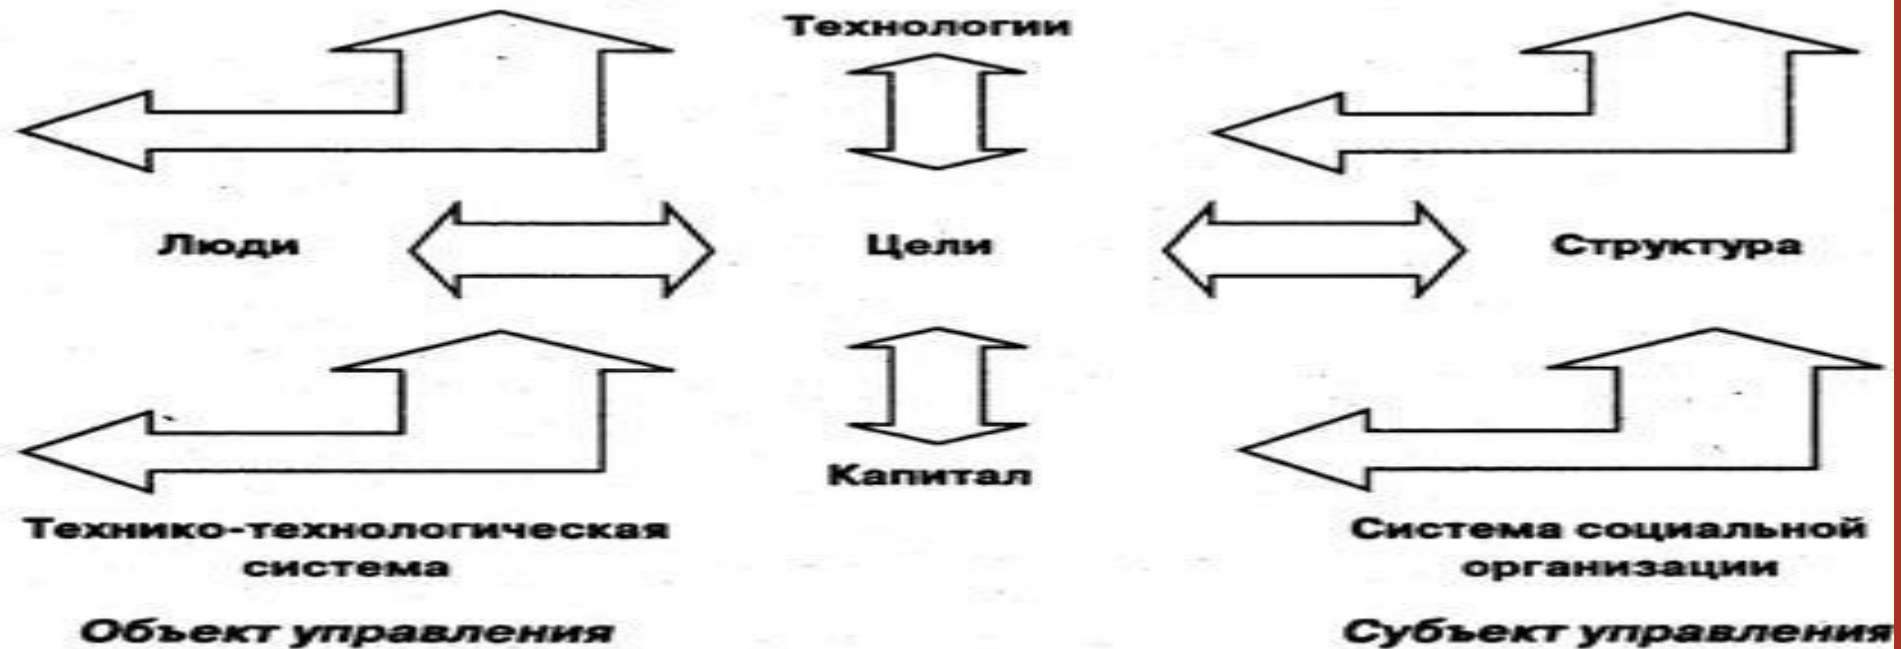 Технологии
Люди
Цели
Структура
Капитал
Технико-технологическая
система
Система социальной
организации
Объект управления
Субъект управления